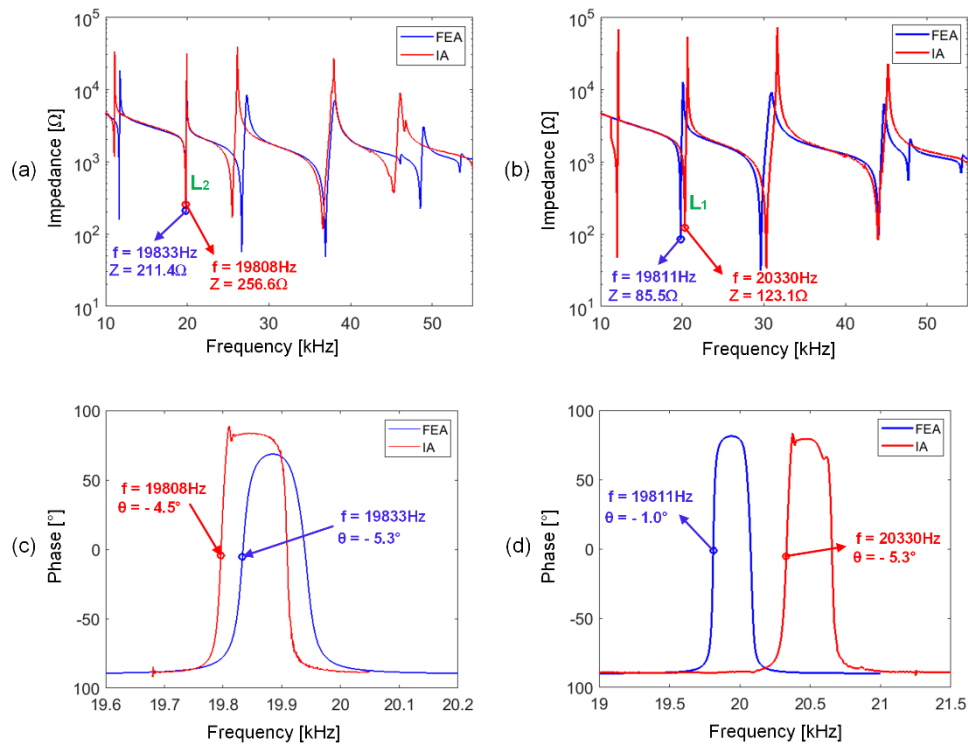 (a)
Impedance [Ω]
10^5
10^4
10^3
10^2
10^1
FEA
IA
L2
f = 19833Hz
Z = 211.4Ω
f = 19808Hz
Z = 256.6Ω
10 20 30 40 50
Frequency [kHz]
(b)
Impedance [Ω]
10^5
10^4
10^3
10^2
10^1
FEA
IA
L1
f = 19811Hz
Z = 85.5Ω
f = 20330Hz
Z = 123.1Ω
10 20 30 40 50
Frequency [kHz]
(c)
Phase [°]
100
50
0
-50
100
FEA
IA
f = 19808Hz
θ = - 4.5°
f = 19833Hz
θ = - 5.3°
19.6 19.7 19.8 19.9 20 20.1 20.2
Frequency [kHz]
(d)
Phase [°]
100
50
0
-50
100
FEA
IA
f = 19811Hz
θ = - 1.0°
f = 20330Hz
θ = - 5.3°
19 19.5 20 20.5 21 21.5
Frequency [kHz]